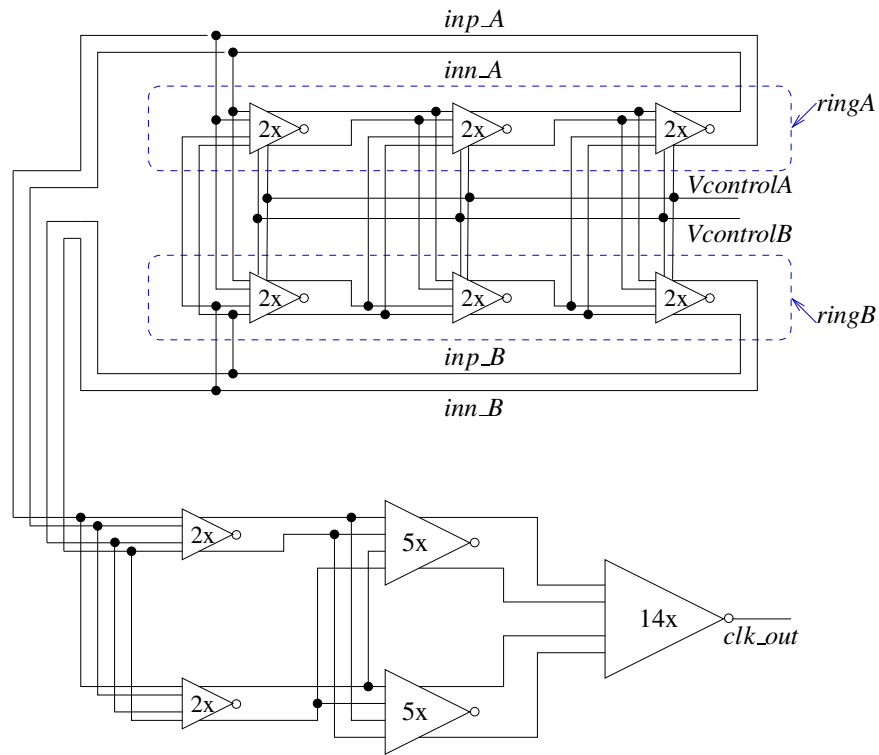 inp_A
inn_A
ringA
2x 2x 2x
VcontrolA
VcontrolB
2x 2x 2x
ringB
inp_B
inn_B
2x 5x
14x
clk_out
2x 5x